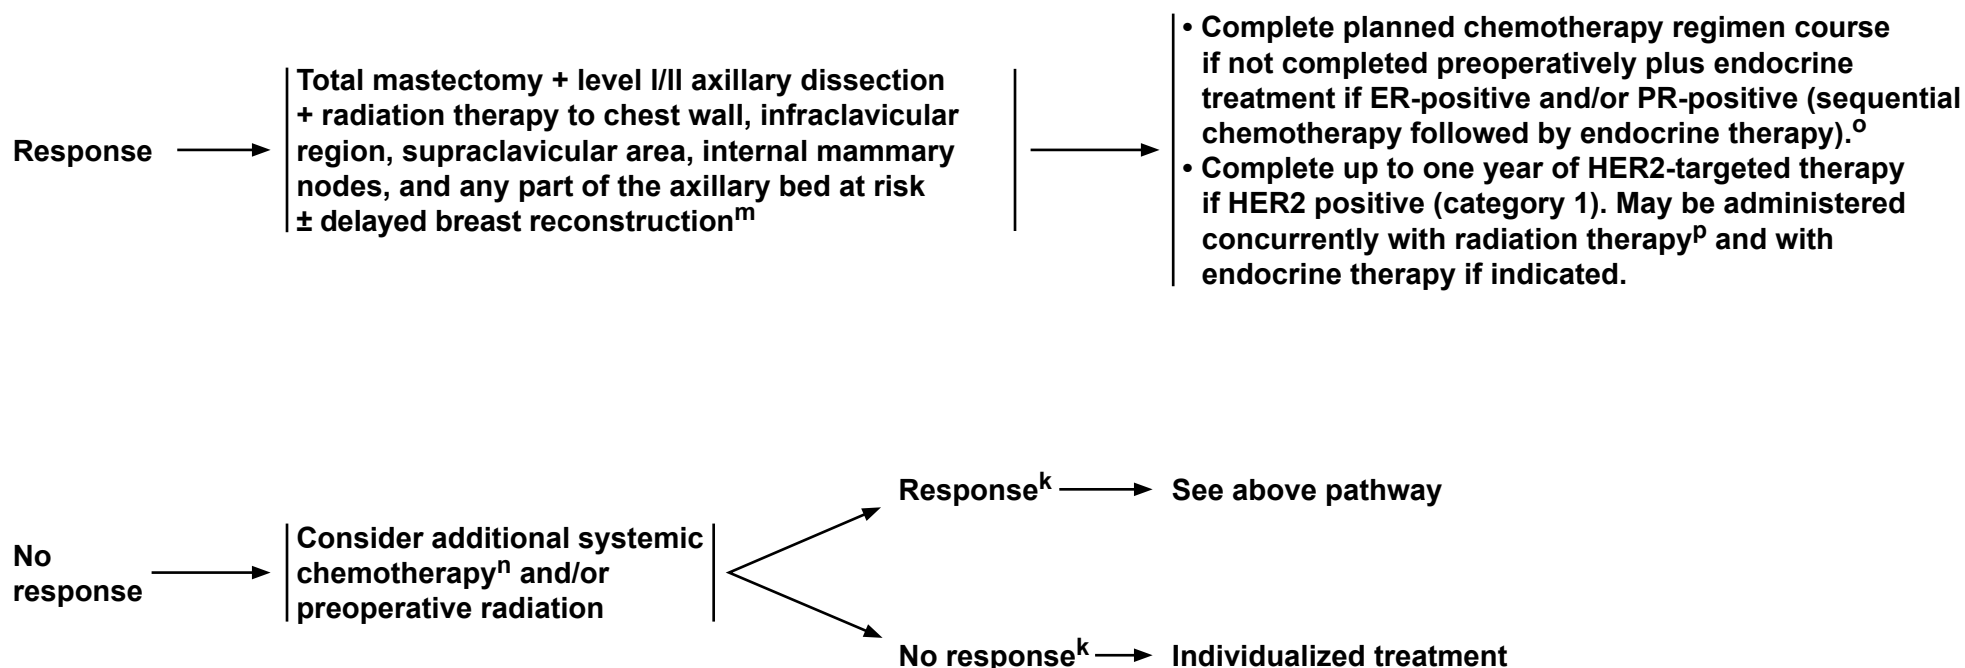 Response
Total mastectomy + level I/II axillary dissection
+ radiation therapy to chest wall, infraclavicular
region, supraclavicular area, internal mammary
nodes, and any part of the axillary bed at risk
± delayed breast reconstructionᵐ
• Complete planned chemotherapy regimen course
if not completed preoperatively plus endocrine
treatment if ER-positive and/or PR-positive (sequential
chemotherapy followed by endocrine therapy).ᵒ
• Complete up to one year of HER2-targeted therapy
if HER2 positive (category 1). May be administered
concurrently with radiation therapyᵖ and with
endocrine therapy if indicated.
No
response
Consider additional systemic
chemotherapyⁿ and/or
preoperative radiation
Responseᵏ
See above pathway
No responseᵏ
Individualized treatment